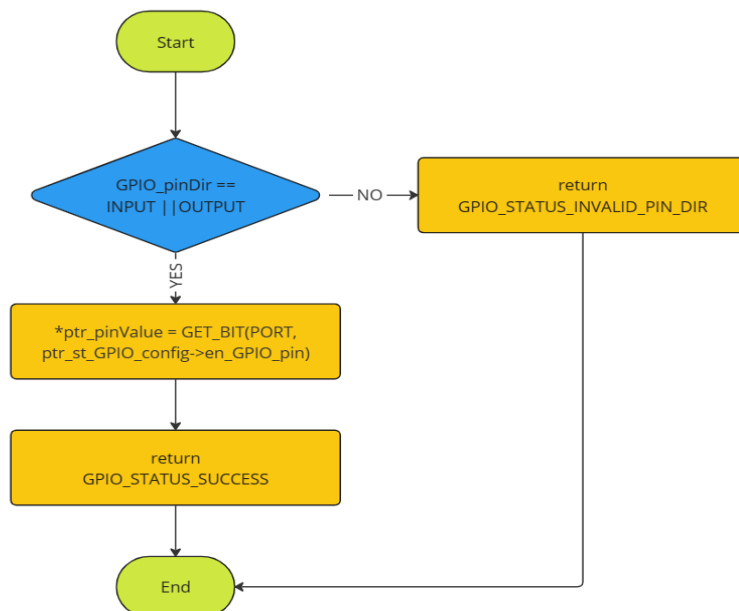 Start
GPIO_pinDir ==
INPUT ||OUTPUT
NO
return
GPIO_STATUS_INVALID_PIN_DIR
YES
*ptr_pinValue = GET_BIT(PORT,
ptr_st_GPIO_config->en_GPIO_pin)
return
GPIO_STATUS_SUCCESS
End